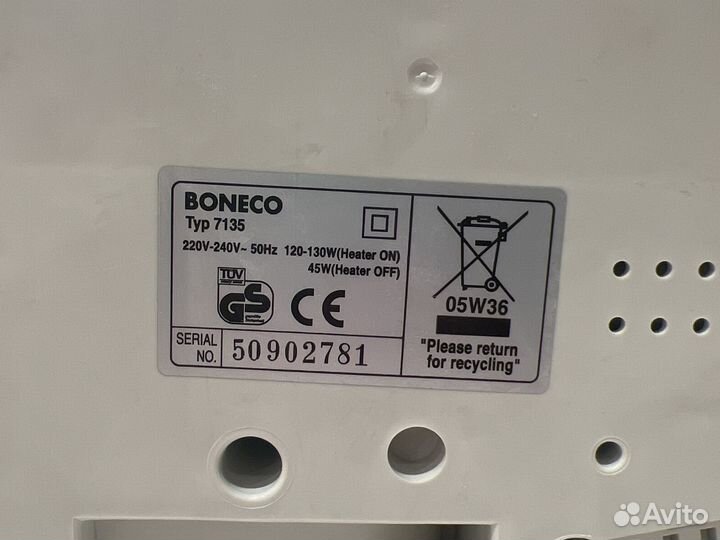 BONECO
Typ 7135
220V-240V~ 50Hz 120-130W(Heater ON)
45W(Heater OFF)
TÜV
GS
CE
SERIAL NO. 50902781
05W36
"Please return
for recycling"
Avito